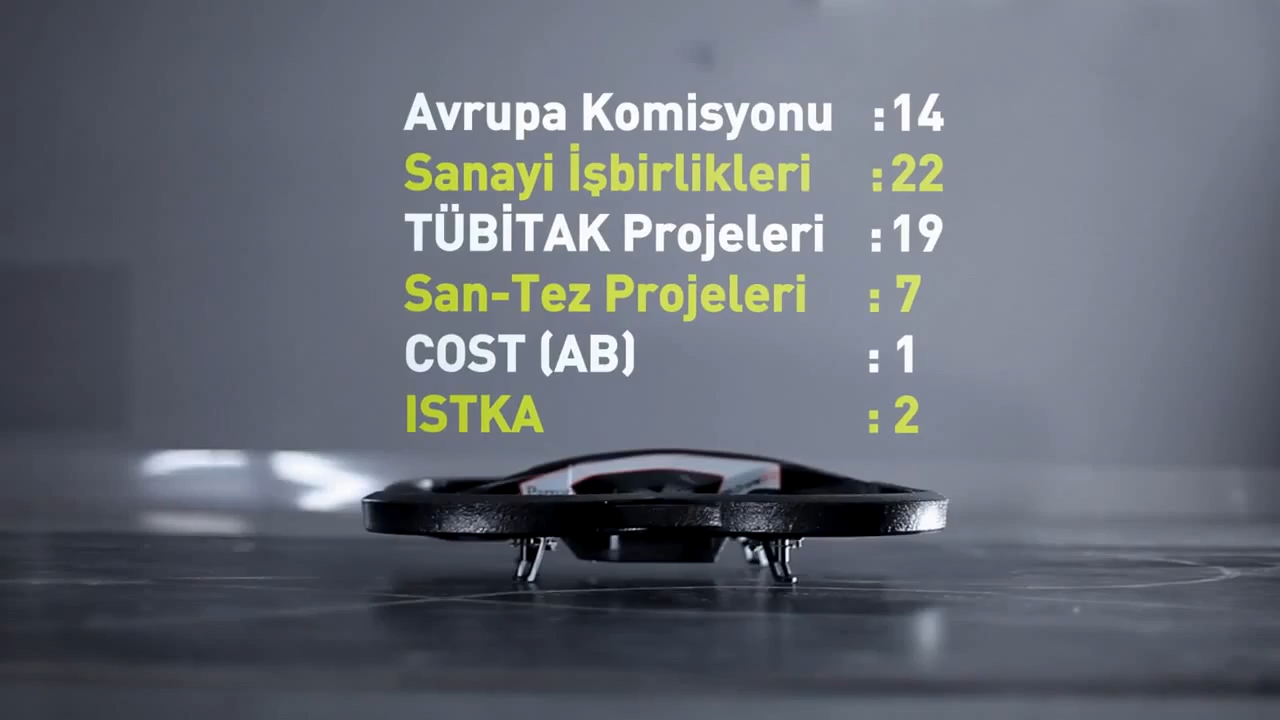 Avrupa Komisyonu :14
Sanayi İşbirlikleri :22
TÜBİTAK Projeleri :19
San-Tez Projeleri : 7
COST (AB) : 1
ISTKA : 2